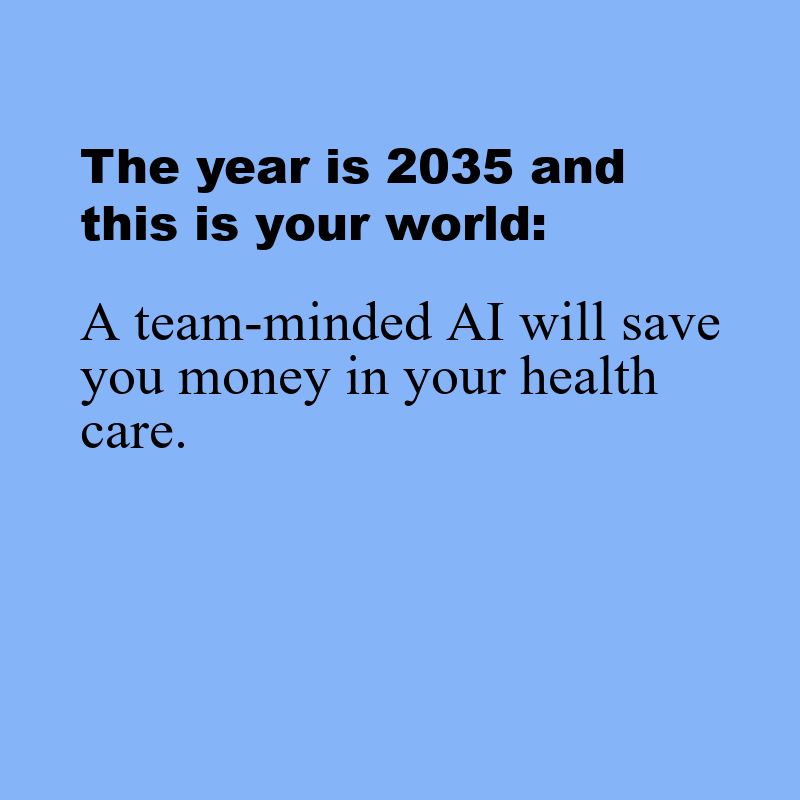 The year is 2035 and
this is your world:
A team-minded AI will save
you money in your health
care.